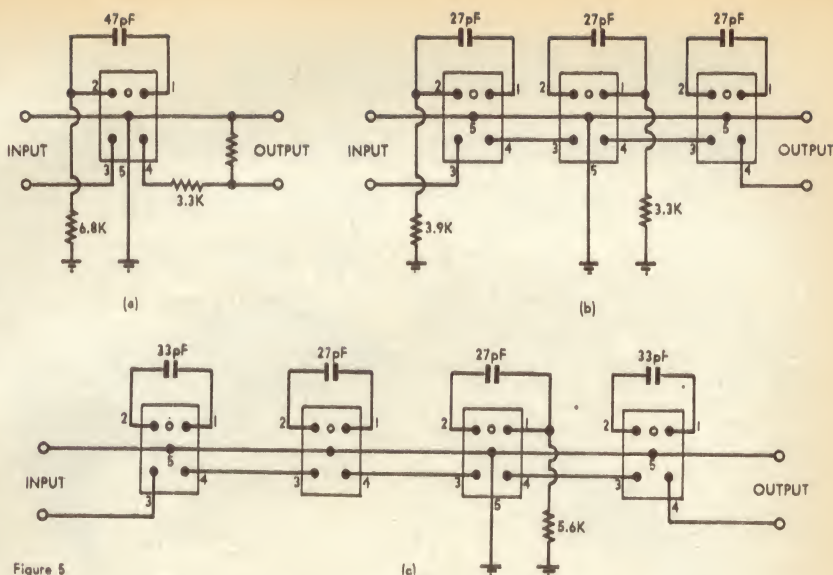 47pF
2 1
INPUT
3 5 4
3.3K
OUTPUT
6.8K
(a)
27pF 27pF 27pF
2 1 2 1 2 1
5 5
INPUT
3 4 3 5 4 3 4
OUTPUT
3.9K
3.3K
(b)
33pF 27pF 27pF 33pF
2 1 2 1 2 1 2 1
5 5
INPUT
3 4 3 4 3 5 4 3 4
OUTPUT
5.6K
Figure 5
(c)